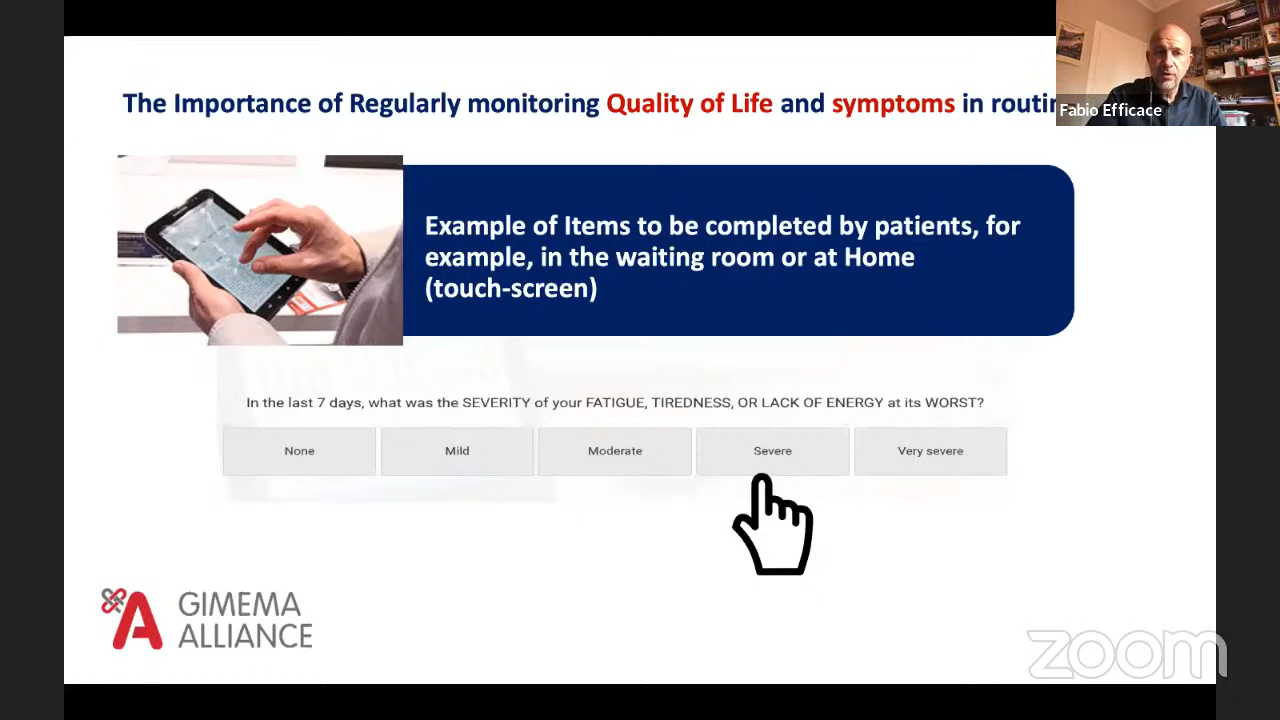 The Importance of Regularly monitoring Quality of Life and symptoms in routin
Fabio Efficace
Example of Items to be completed by patients, for
example, in the waiting room or at Home
(touch-screen)
In the last 7 days, what was the SEVERITY of your FATIGUE, TIREDNESS, OR LACK OF ENERGY at its WORST?
None Mild Moderate Severe Very severe
A GIMEMA
ALLIANCE
zoom